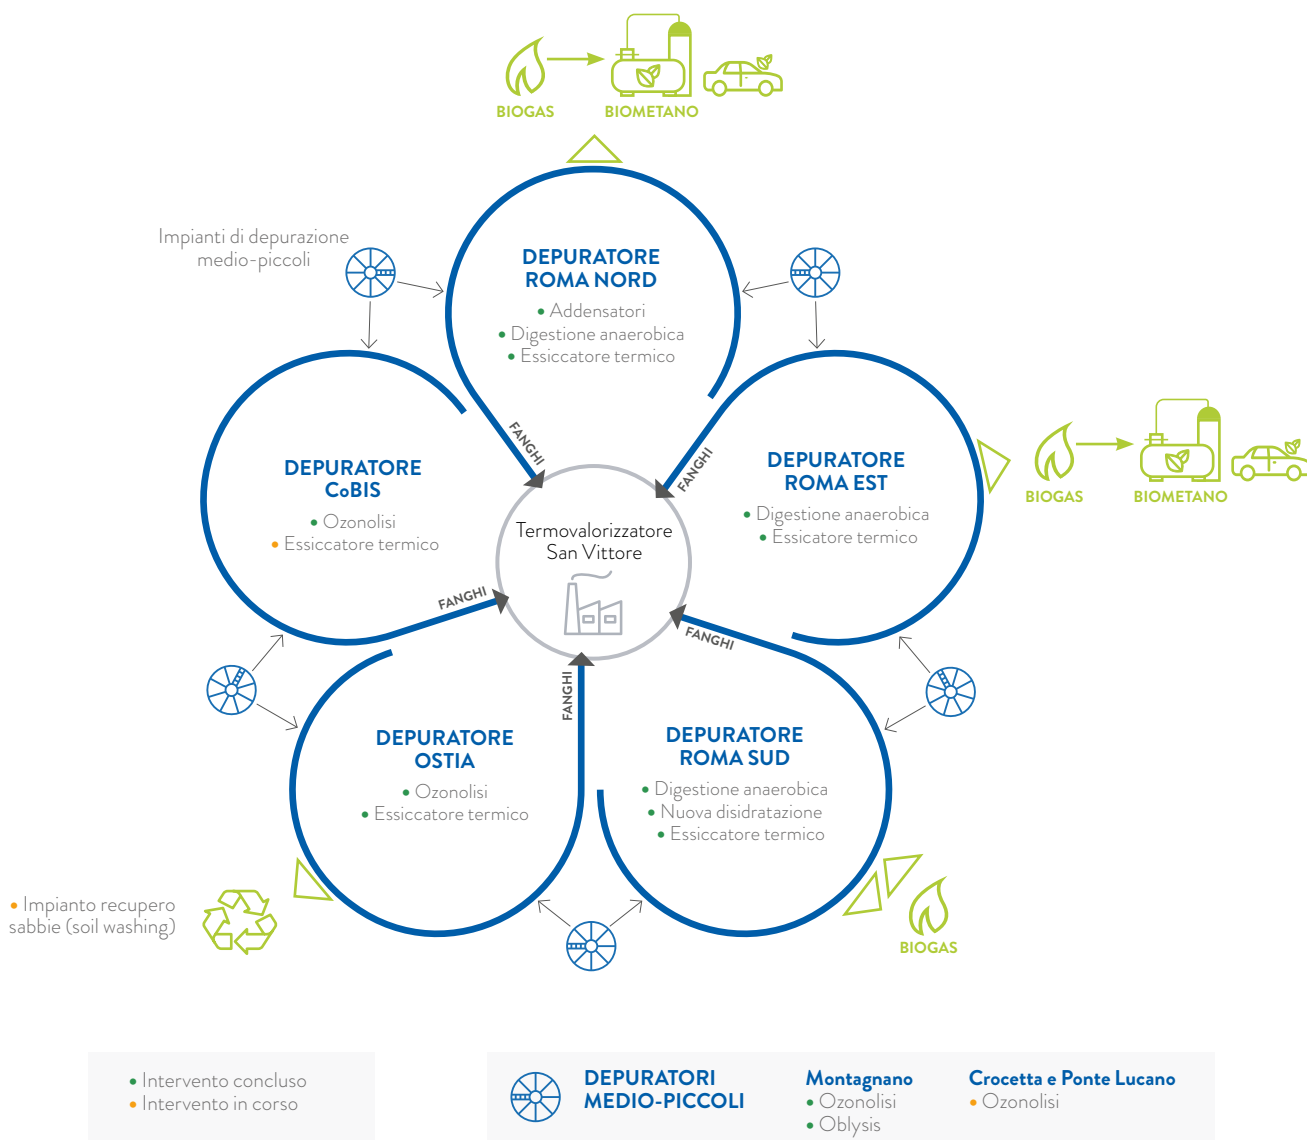 BIOGAS
BIOMETANO
Impianti di depurazione
medio-piccoli
DEPURATORE
ROMA NORD
• Addensatori
• Digestione anaerobica
• Essiccatore termico
FANGHI
FANGHI
DEPURATORE
CoBIS
• Ozonolisi
• Essiccatore termico
DEPURATORE
ROMA EST
• Digestione anaerobica
• Essicatore termico
BIOGAS
BIOMETANO
Termovalorizzatore
San Vittore
FANGHI
FANGHI
FANGHI
DEPURATORE
OSTIA
• Ozonolisi
• Essiccatore termico
DEPURATORE
ROMA SUD
• Digestione anaerobica
• Nuova disidratazione
• Essiccatore termico
• Impianto recupero
sabbie (soil washing)
BIOGAS
• Intervento concluso
• Intervento in corso
DEPURATORI
MEDIO-PICCOLI
Montagnano
• Ozonolisi
• Oblysis
Crocetta e Ponte Lucano
• Ozonolisi